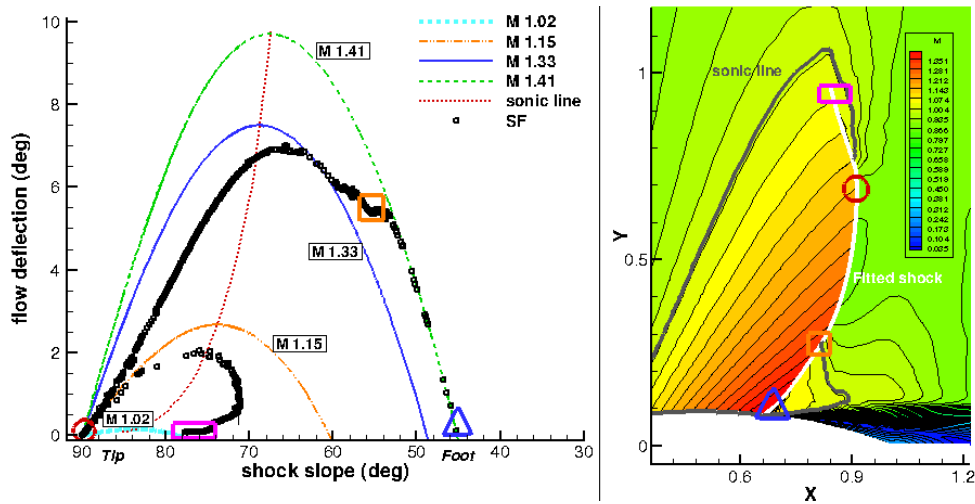 10
8
6
4
2
0
flow deflection (deg)
90
80
70
60
50
40
Tip
shock slope (deg)
Foot
M 1.02
M 1.15
M 1.33
M 1.41
sonic line
SF
M 1.41
M 1.33
M 1.15
M 1.02
Y
1
0.5
0
0.6
0.9
1.2
X
sonic line
Fitted shock
M
1.351
1.281
1.212
1.143
1.074
1.004
0.935
0.866
0.797
0.727
0.658
0.589
0.519
0.450
0.381
0.312
0.242
0.173
0.104
0.035